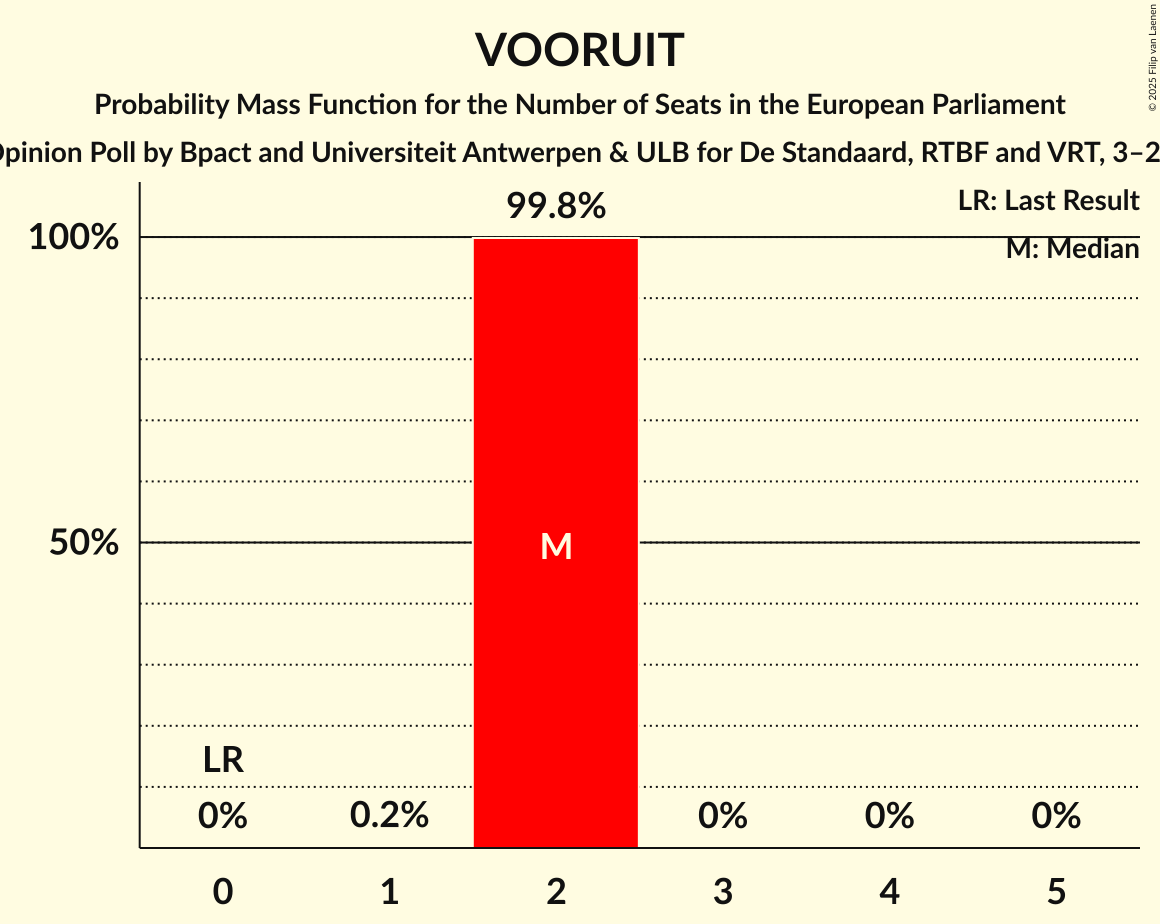 VOORUIT
Probability Mass Function for the Number of Seats in the European Parliament
Opinion Poll by Bpact and Universiteit Antwerpen & ULB for De Standaard, RTBF and VRT, 3–2
© 2025 Filip van Laenen
LR: Last Result
M: Median
99.8%
100%
50%
M
LR
0%
0.2%
0%
0%
0%
0 1 2 3 4 5